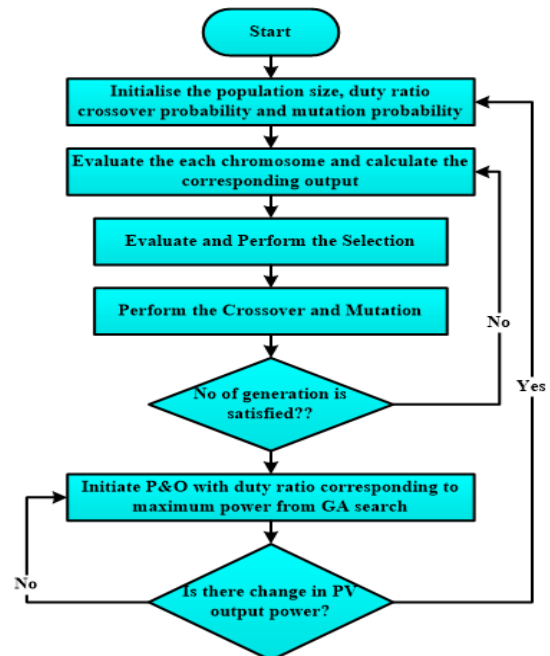 Start
Initialise the population size, duty ratio
crossover probability and mutation probability
Evaluate the each chromosome and calculate the
corresponding output
Evaluate and Perform the Selection
Perform the Crossover and Mutation
No
No of generation is
satisfied??
Yes
Initiate P&O with duty ratio corresponding to
maximum power from GA search
No
Is there change in PV
output power?